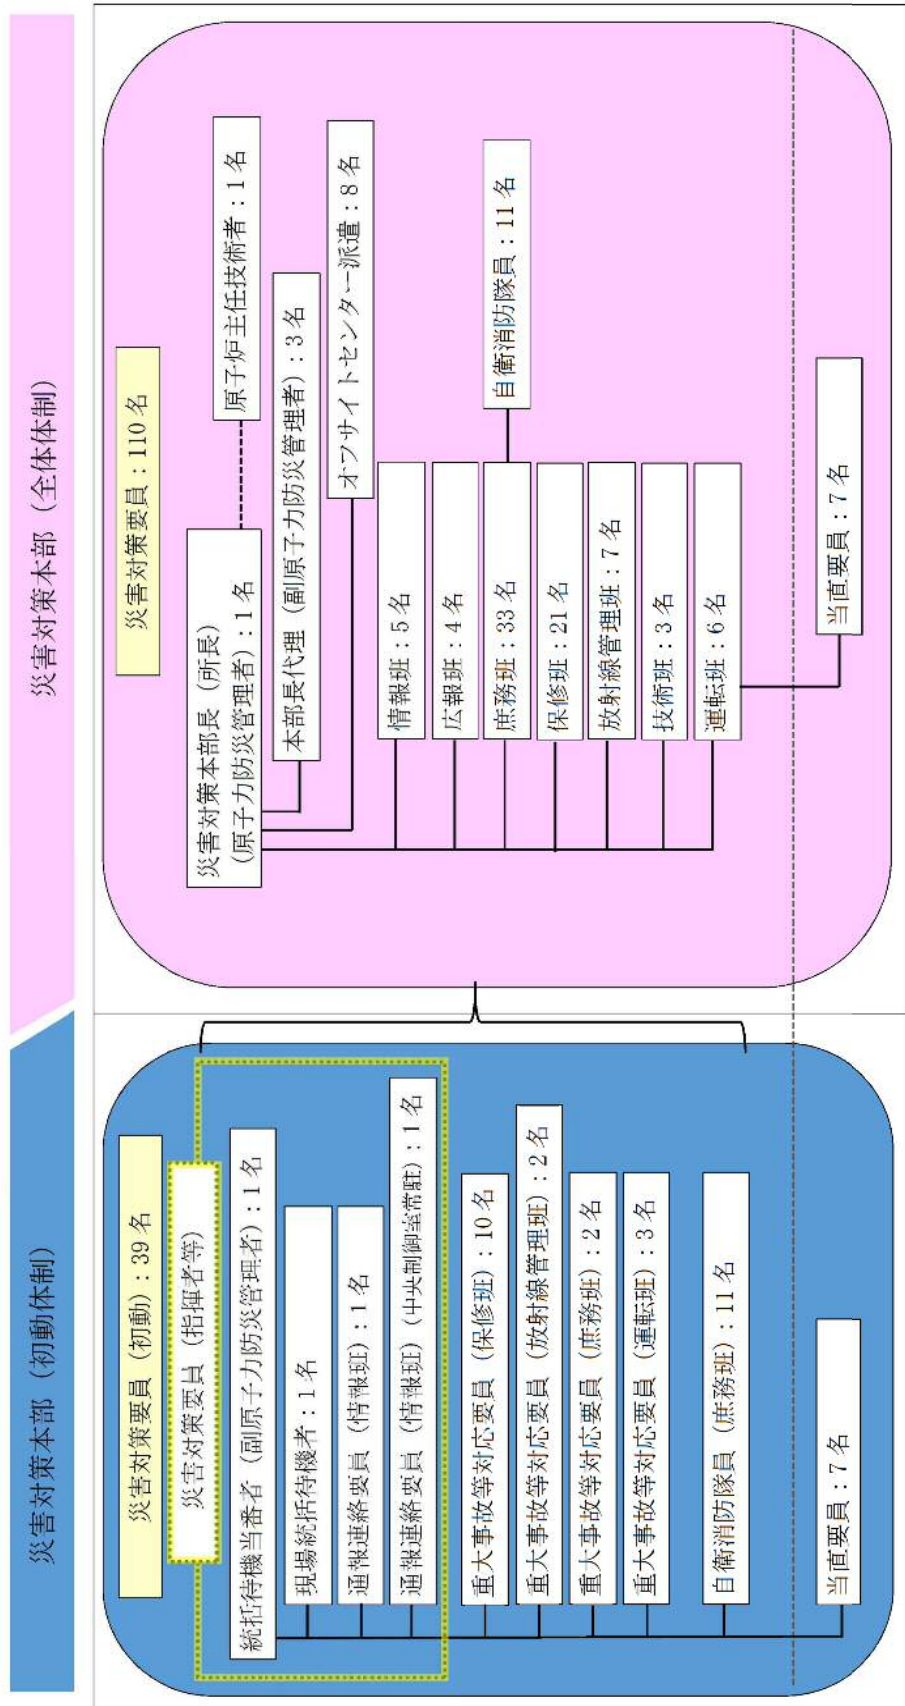 災害対策本部（初動体制）
災害対策要員（初動）：39名
災害対策要員（指揮者等）
統括待機当番者（副原子力防災管理者）：1名
現場統括待機者：1名
通報連絡要員（情報班）：1名
通報連絡要員（情報班）（中央制御室常駐）：1名
重大事故等対応要員（保修班）：10名
重大事故等対応要員（放射線管理班）：2名
重大事故等対応要員（庶務班）：2名
重大事故等対応要員（運転班）：3名
自衛消防隊員（庶務班）：11名
当直要員：7名
災害対策本部（全体体制）
災害対策要員：110名
災害対策本部長（所長）
（原子力防災管理者）：1名
原子炉主任技術者：1名
本部長代理（副原子力防災管理者）：3名
オフサイトセンター派遣：8名
情報班：5名
広報班：4名
庶務班：33名
自衛消防隊員：11名
保修班：21名
放射線管理班：7名
技術班：3名
運転班：6名
当直要員：7名